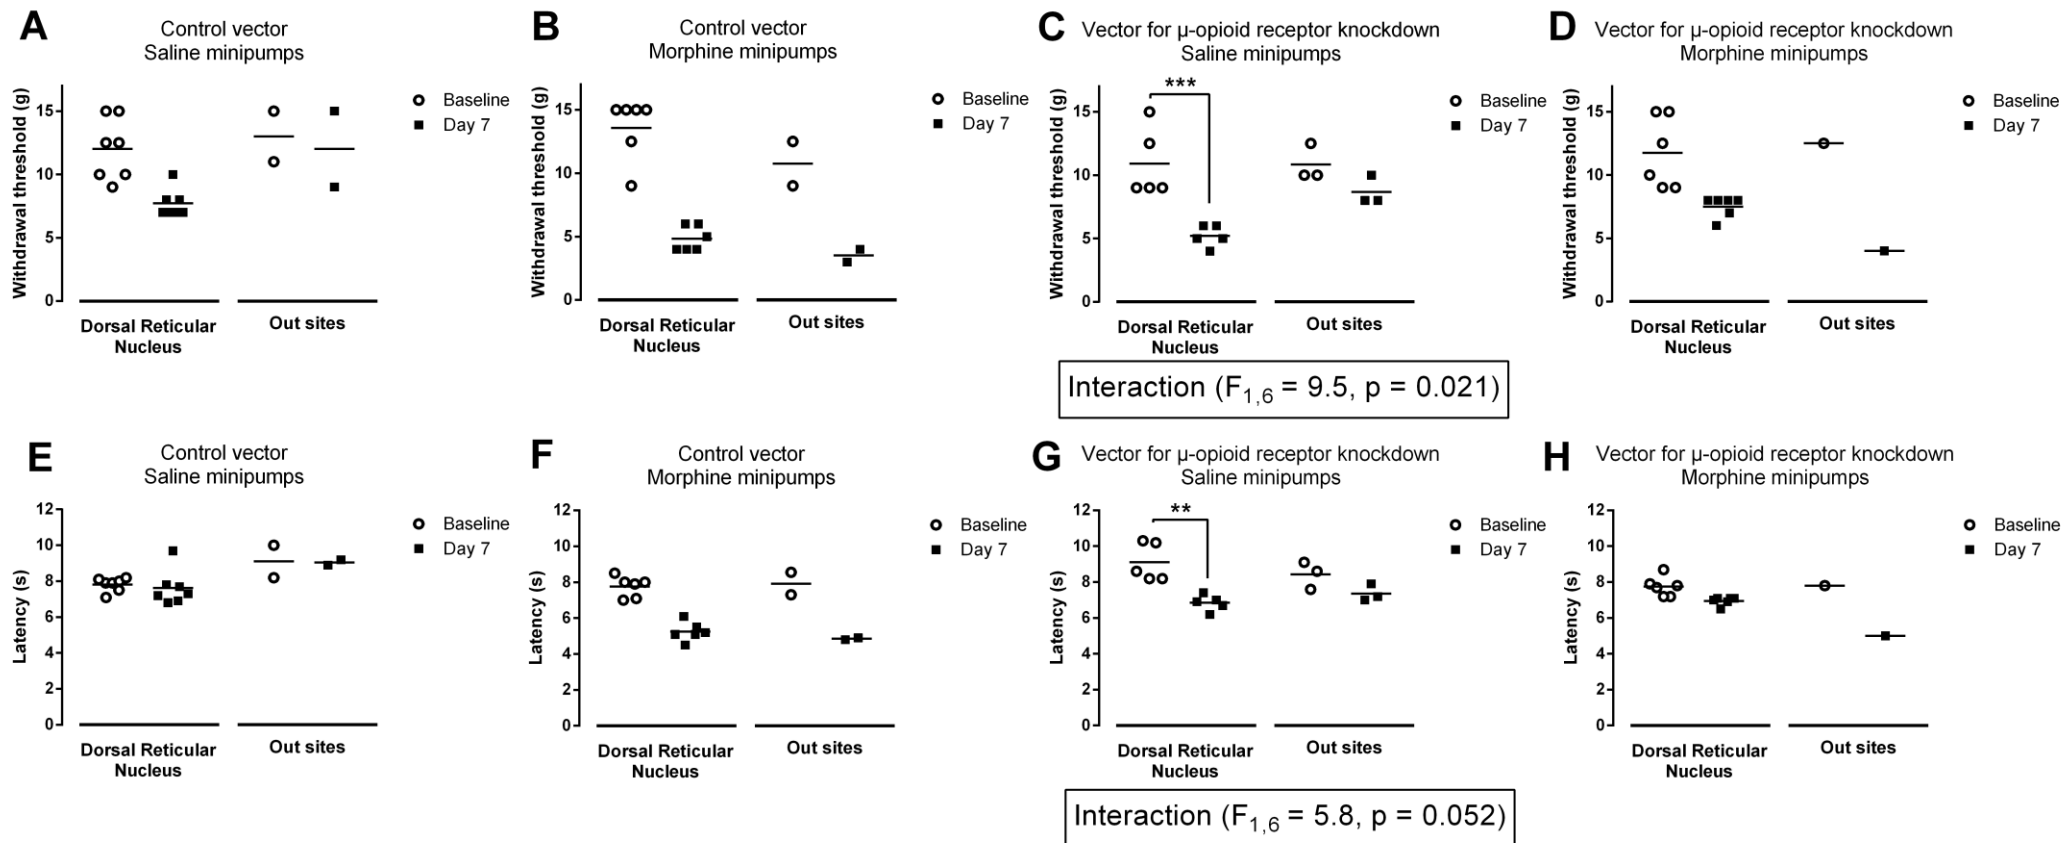 A
Control vector
Saline minipumps
Withdrawal threshold (g)
15
10
5
0
Baseline
Day 7
Dorsal Reticular
Nucleus
Out sites
B
Control vector
Morphine minipumps
Withdrawal threshold (g)
15
10
5
0
Baseline
Day 7
Dorsal Reticular
Nucleus
Out sites
C
Vector for µ-opioid receptor knockdown
Saline minipumps
Withdrawal threshold (g)
15
10
5
0
***
Baseline
Day 7
Dorsal Reticular
Nucleus
Out sites
Interaction (F1,6 = 9.5, p = 0.021)
D
Vector for µ-opioid receptor knockdown
Morphine minipumps
Withdrawal threshold (g)
15
10
5
0
Baseline
Day 7
Dorsal Reticular
Nucleus
Out sites
E
Control vector
Saline minipumps
Latency (s)
12
10
8
6
4
2
0
Baseline
Day 7
Dorsal Reticular
Nucleus
Out sites
F
Control vector
Morphine minipumps
Latency (s)
12
10
8
6
4
2
0
Baseline
Day 7
Dorsal Reticular
Nucleus
Out sites
G
Vector for µ-opioid receptor knockdown
Saline minipumps
Latency (s)
12
10
8
6
4
2
0
**
Baseline
Day 7
Dorsal Reticular
Nucleus
Out sites
Interaction (F1,6 = 5.8, p = 0.052)
H
Vector for µ-opioid receptor knockdown
Morphine minipumps
Latency (s)
12
10
8
6
4
2
0
Baseline
Day 7
Dorsal Reticular
Nucleus
Out sites